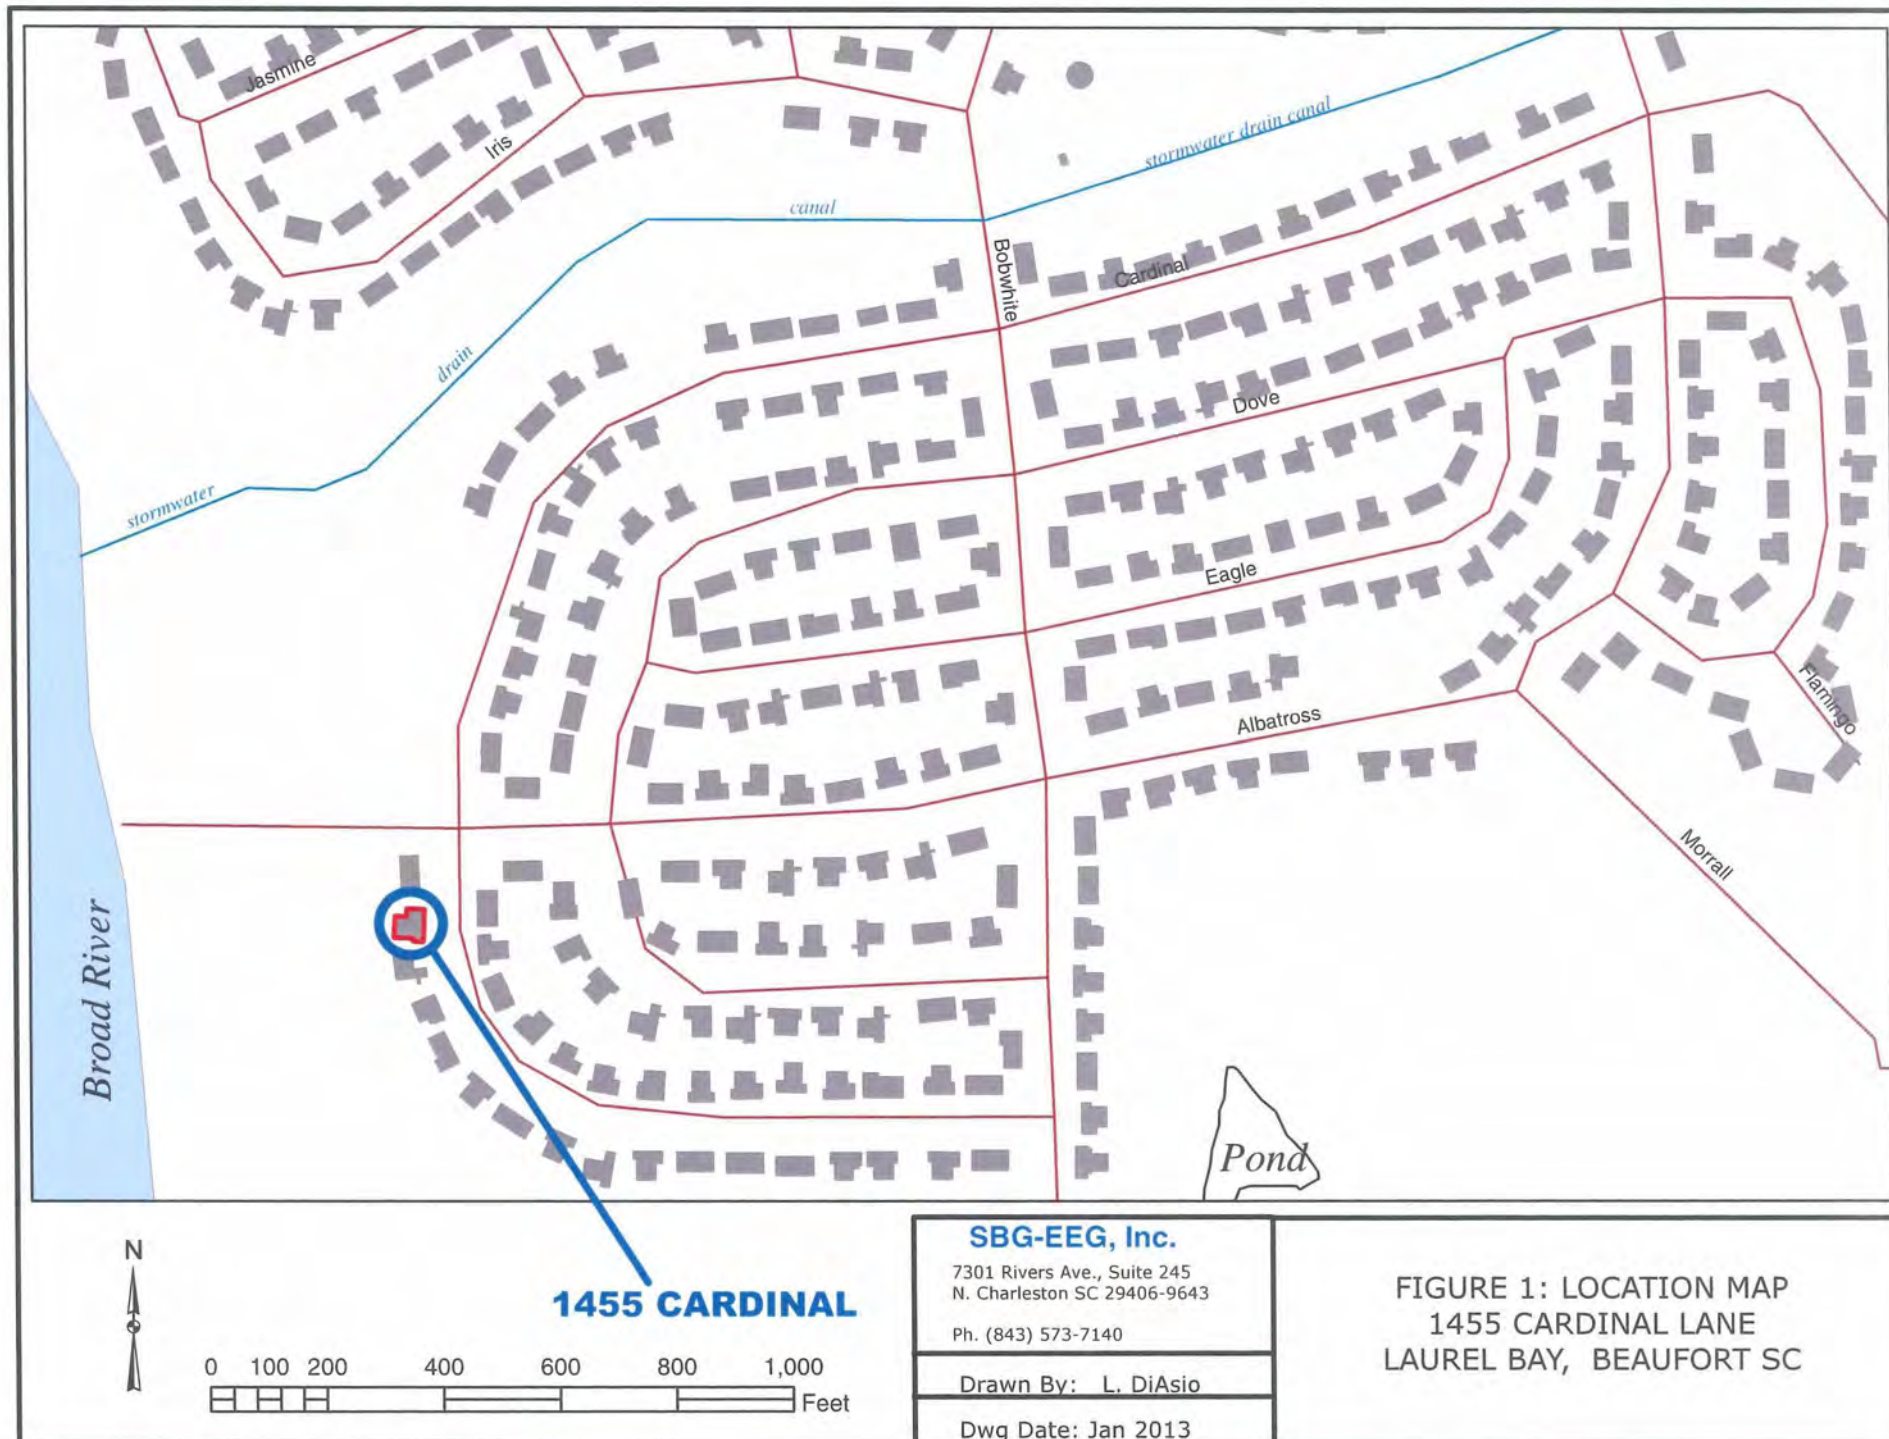 Jasmine
Iris
stormwater drain canal
canal
Bobwhite
Cardinal
drain
Dove
stormwater
Eagle
Albatross
Flamingo
Morrall
Broad River
Pond
N
1455 CARDINAL
0 100 200 400 600 800 1,000
Feet
SBG-EEG, Inc.
7301 Rivers Ave., Suite 245
N. Charleston SC 29406-9643
Ph. (843) 573-7140
Drawn By: L. DiAsio
Dwg Date: Jan 2013
FIGURE 1: LOCATION MAP
1455 CARDINAL LANE
LAUREL BAY, BEAUFORT SC